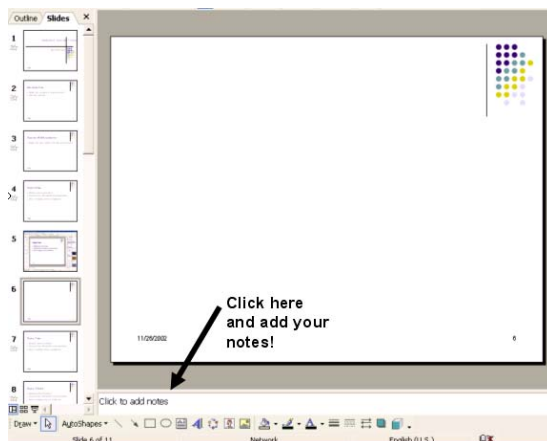 Outline
Slides
1
2
3
4
5
6
7
8
Click here
and add your
notes!
11/26/2002
6
Click to add notes
Draw
AutoShapes
Slide 6 of 11
Network
English (U.S.)